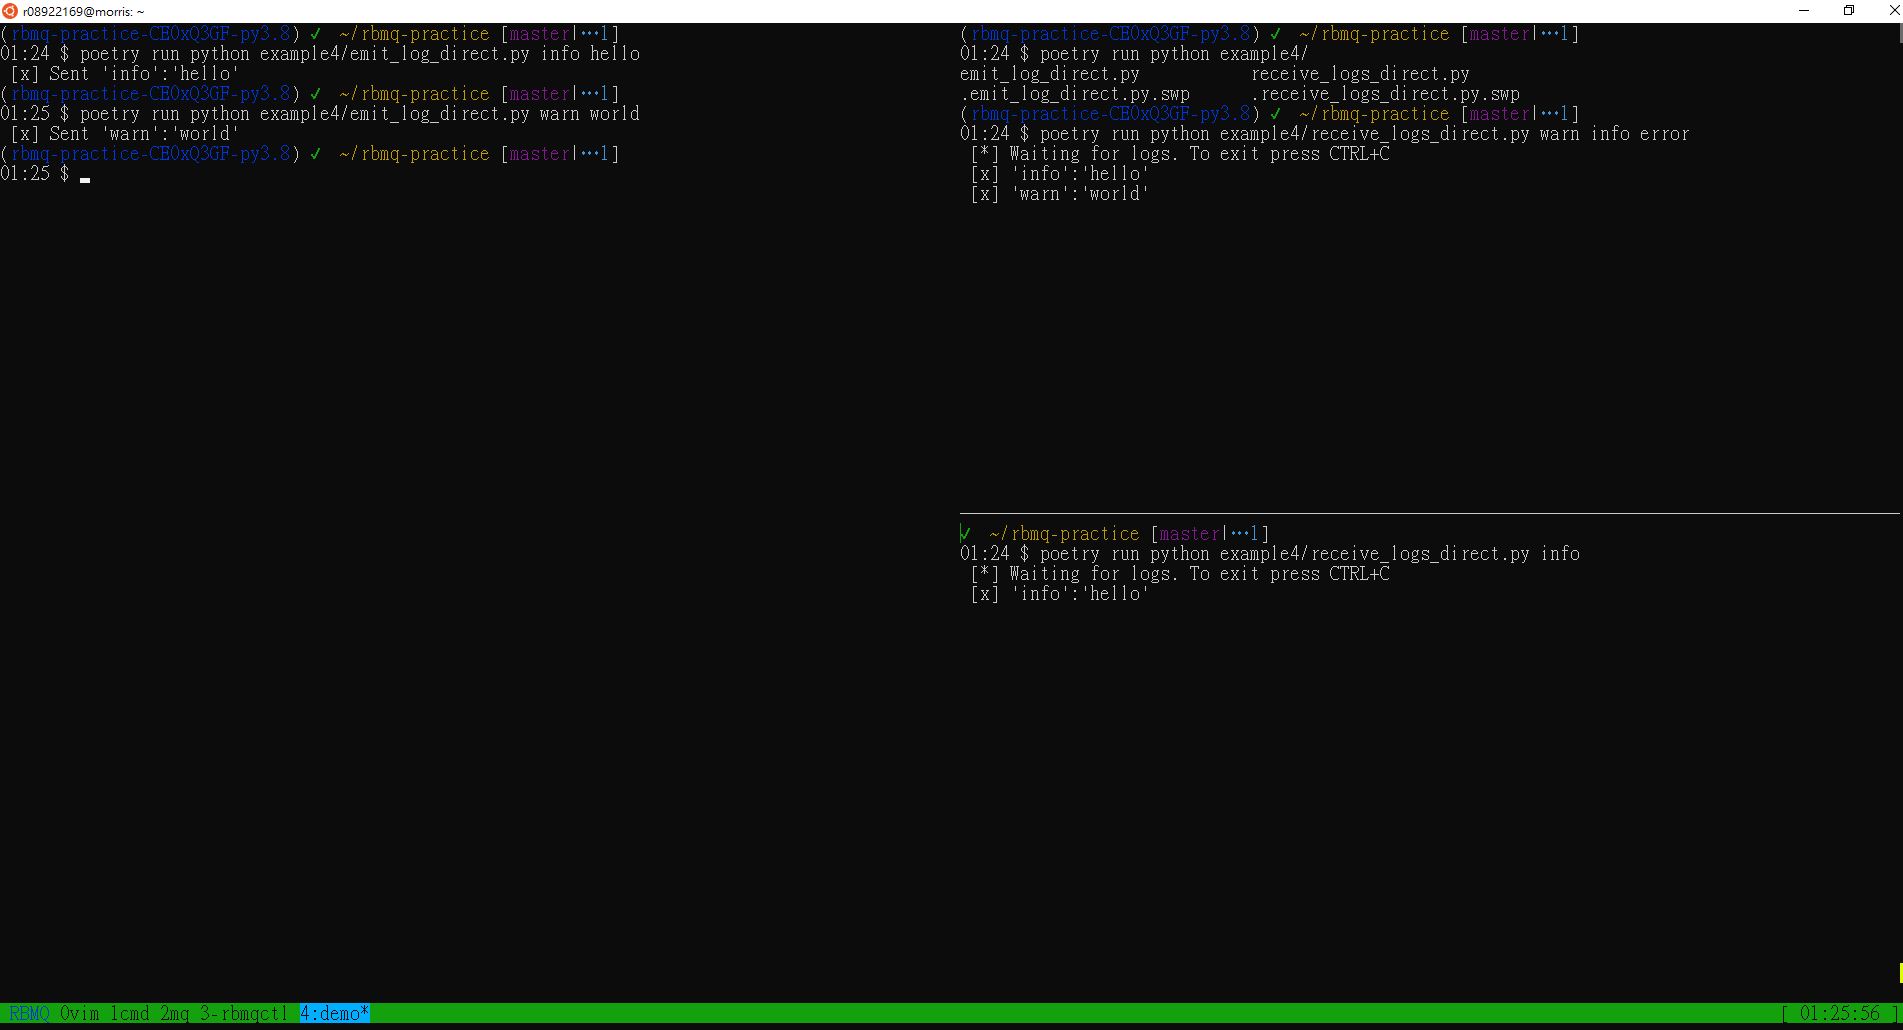 r08922169@morris: ~
(rbmq-practice-CE0xQ3GF-py3.8) ✓ ~/rbmq-practice [master|…1]
01:24 $ poetry run python example4/emit_log_direct.py info hello
[x] Sent 'info':'hello'
(rbmq-practice-CE0xQ3GF-py3.8) ✓ ~/rbmq-practice [master|…1]
01:25 $ poetry run python example4/emit_log_direct.py warn world
[x] Sent 'warn':'world'
(rbmq-practice-CE0xQ3GF-py3.8) ✓ ~/rbmq-practice [master|…1]
01:25 $
(rbmq-practice-CE0xQ3GF-py3.8) ✓ ~/rbmq-practice [master|…1]
01:24 $ poetry run python example4/
emit_log_direct.py receive_logs_direct.py
.emit_log_direct.py.swp .receive_logs_direct.py.swp
(rbmq-practice-CE0xQ3GF-py3.8) ✓ ~/rbmq-practice [master|…1]
01:24 $ poetry run python example4/receive_logs_direct.py warn info error
[*] Waiting for logs. To exit press CTRL+C
[x] 'info':'hello'
[x] 'warn':'world'
✓ ~/rbmq-practice [master|…1]
01:24 $ poetry run python example4/receive_logs_direct.py info
[*] Waiting for logs. To exit press CTRL+C
[x] 'info':'hello'
RBMQ 0vim 1cmd 2mq 3-rbmqctl 4:demo* [ 01:25:56 ]